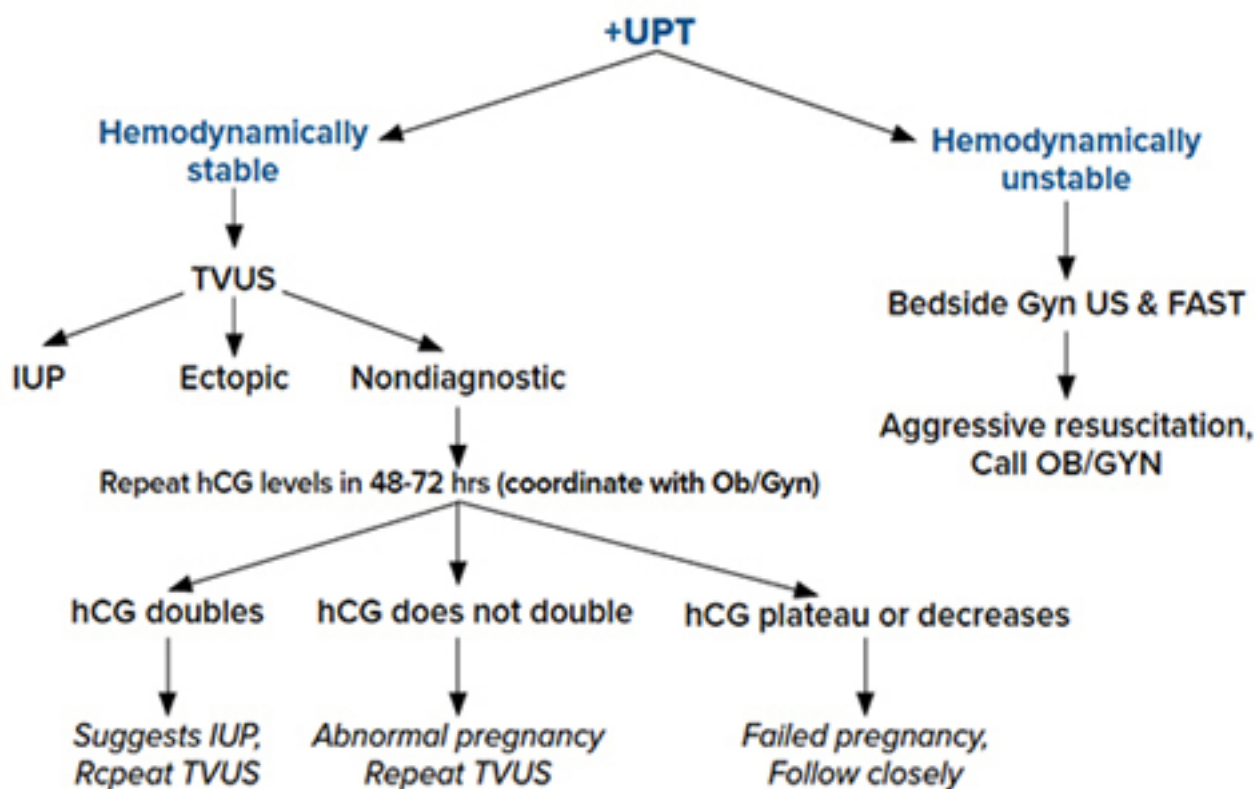 +UPT
Hemodynamically
stable
Hemodynamically
unstable
TVUS
Bedside Gyn US & FAST
IUP
Ectopic
Nondiagnostic
Aggressive resuscitation,
Call OB/GYN
Repeat hCG levels in 48-72 hrs (coordinate with Ob/Gyn)
hCG doubles
hCG does not double
hCG plateau or decreases
Suggests IUP,
Rcpeat TVUS
Abnormal pregnancy
Repeat TVUS
Failed pregnancy,
Follow closely